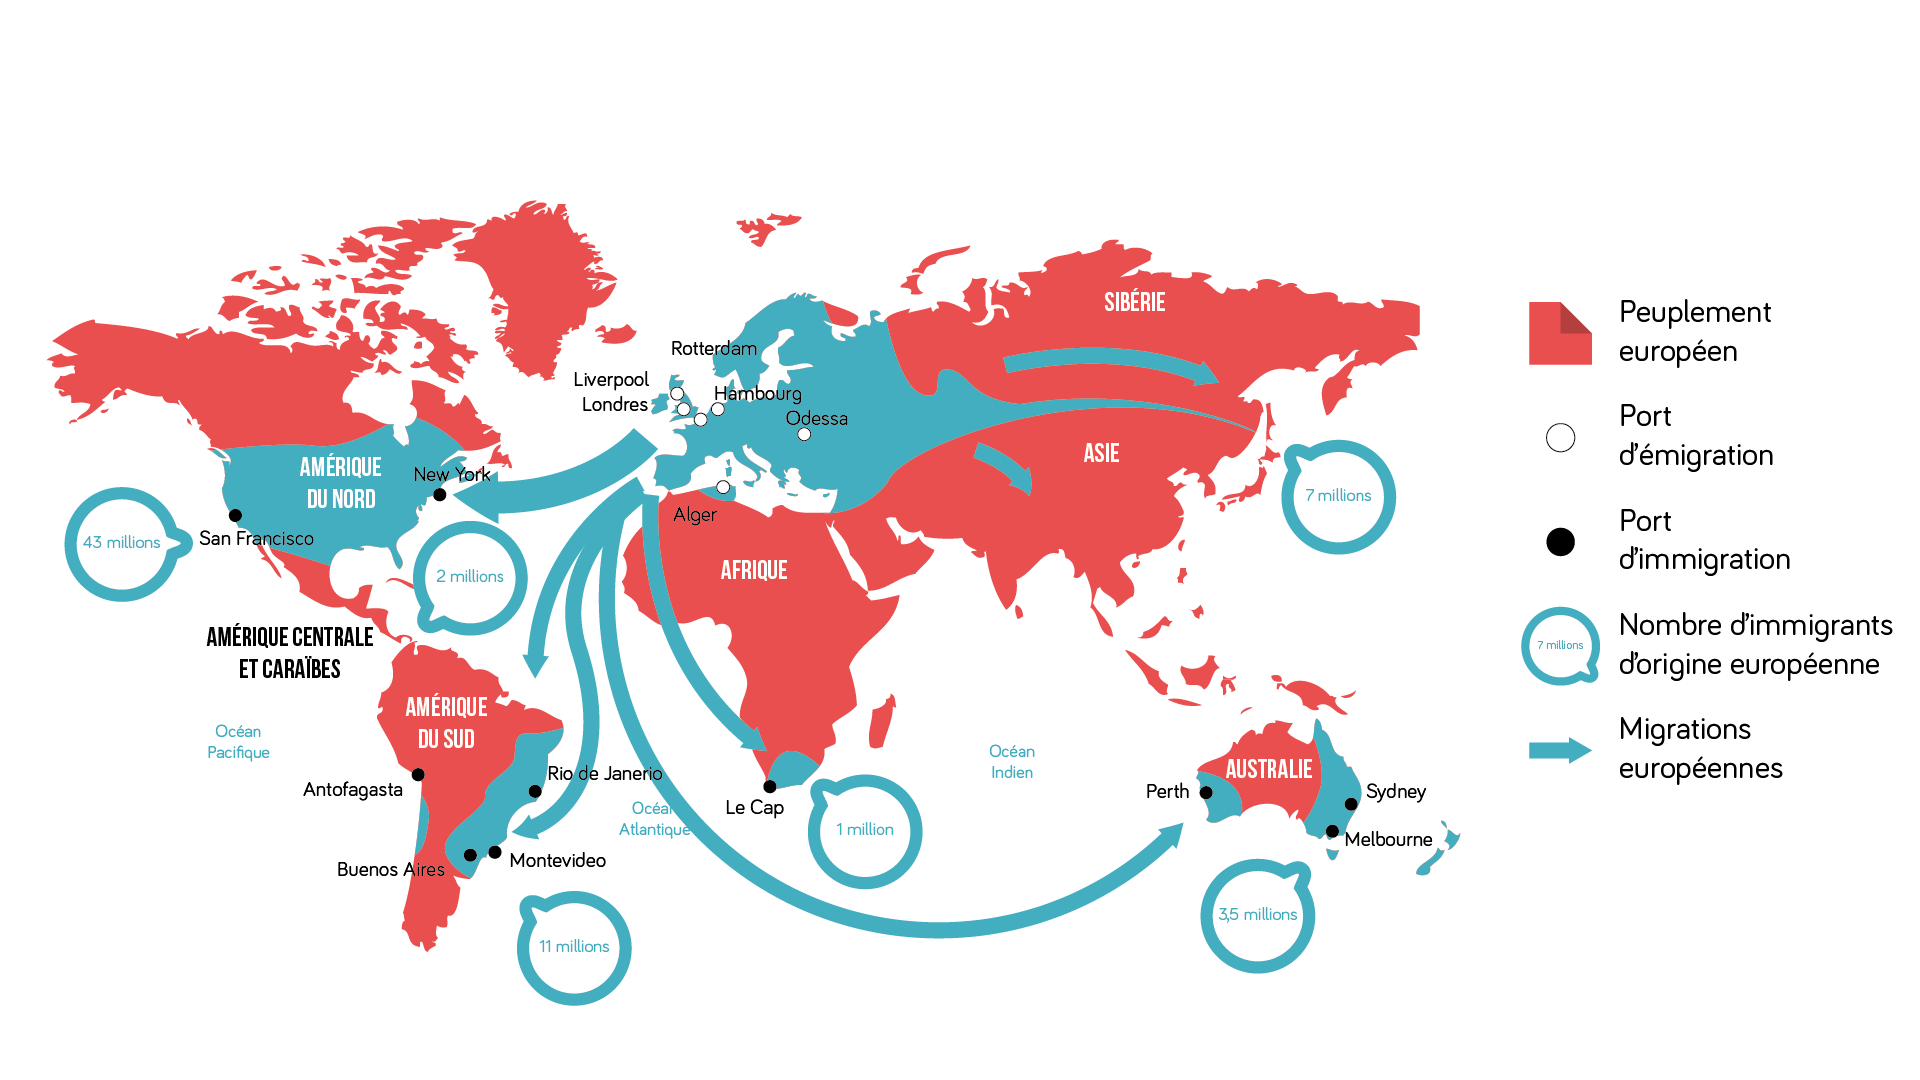 SIBÉRIE
Rotterdam
Liverpool
Londres
Hambourg
Odessa
AMÉRIQUE
DU NORD
New York
ASIE
San Francisco
43 millions
2 millions
Alger
AFRIQUE
7 millions
AMÉRIQUE CENTRALE
ET CARAÏBES
AMÉRIQUE
DU SUD
Océan
Pacifique
Antofagasta
Rio de Janerio
Océan
Atlantique
Le Cap
1 million
Océan
Indien
AUSTRALIE
Perth
Sydney
Melbourne
Buenos Aires
Montevideo
11 millions
3,5 millions
Peuplement
européen
Port
d'émigration
Port
d'immigration
7 millions
Nombre d'immigrants
d'origine européenne
Migrations
européennes